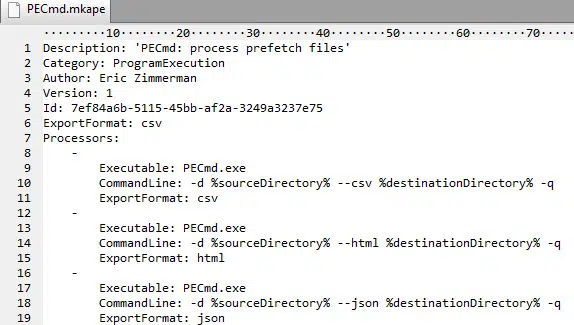 PECmd.mkape
10 20 30 40 50 60 70
1 Description: 'PECmd: process prefetch files'
2 Category: ProgramExecution
3 Author: Eric Zimmerman
4 Version: 1
5 Id: 7ef84a6b-5115-45bb-af2a-3249a3237e75
6 ExportFormat: csv
7 Processors:
8 -
9 Executable: PECmd.exe
10 CommandLine: -d %sourceDirectory% --csv %destinationDirectory% -q
11 ExportFormat: csv
12 -
13 Executable: PECmd.exe
14 CommandLine: -d %sourceDirectory% --html %destinationDirectory% -q
15 ExportFormat: html
16 -
17 Executable: PECmd.exe
18 CommandLine: -d %sourceDirectory% --json %destinationDirectory% -q
19 ExportFormat: json